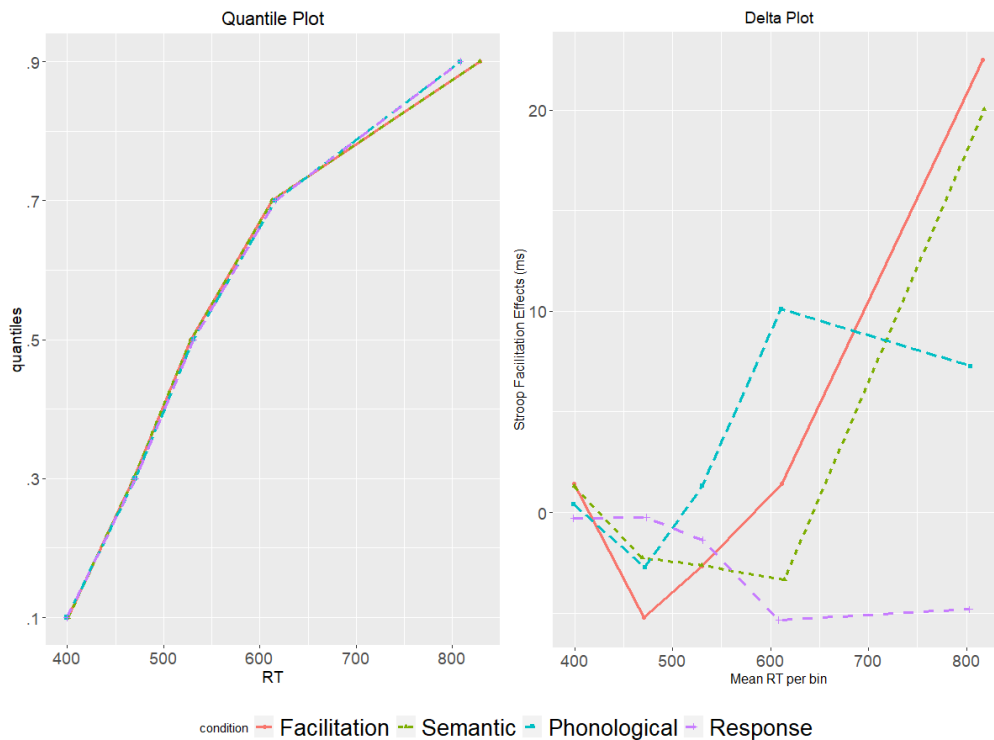 Quantile Plot
.9
.7
.5
.3
.1
quantiles
400 500 600 700 800
RT
Delta Plot
20
10
0
Stroop Facilitation Effects (ms)
400 500 600 700 800
Mean RT per bin
condition Facilitation Semantic Phonological Response